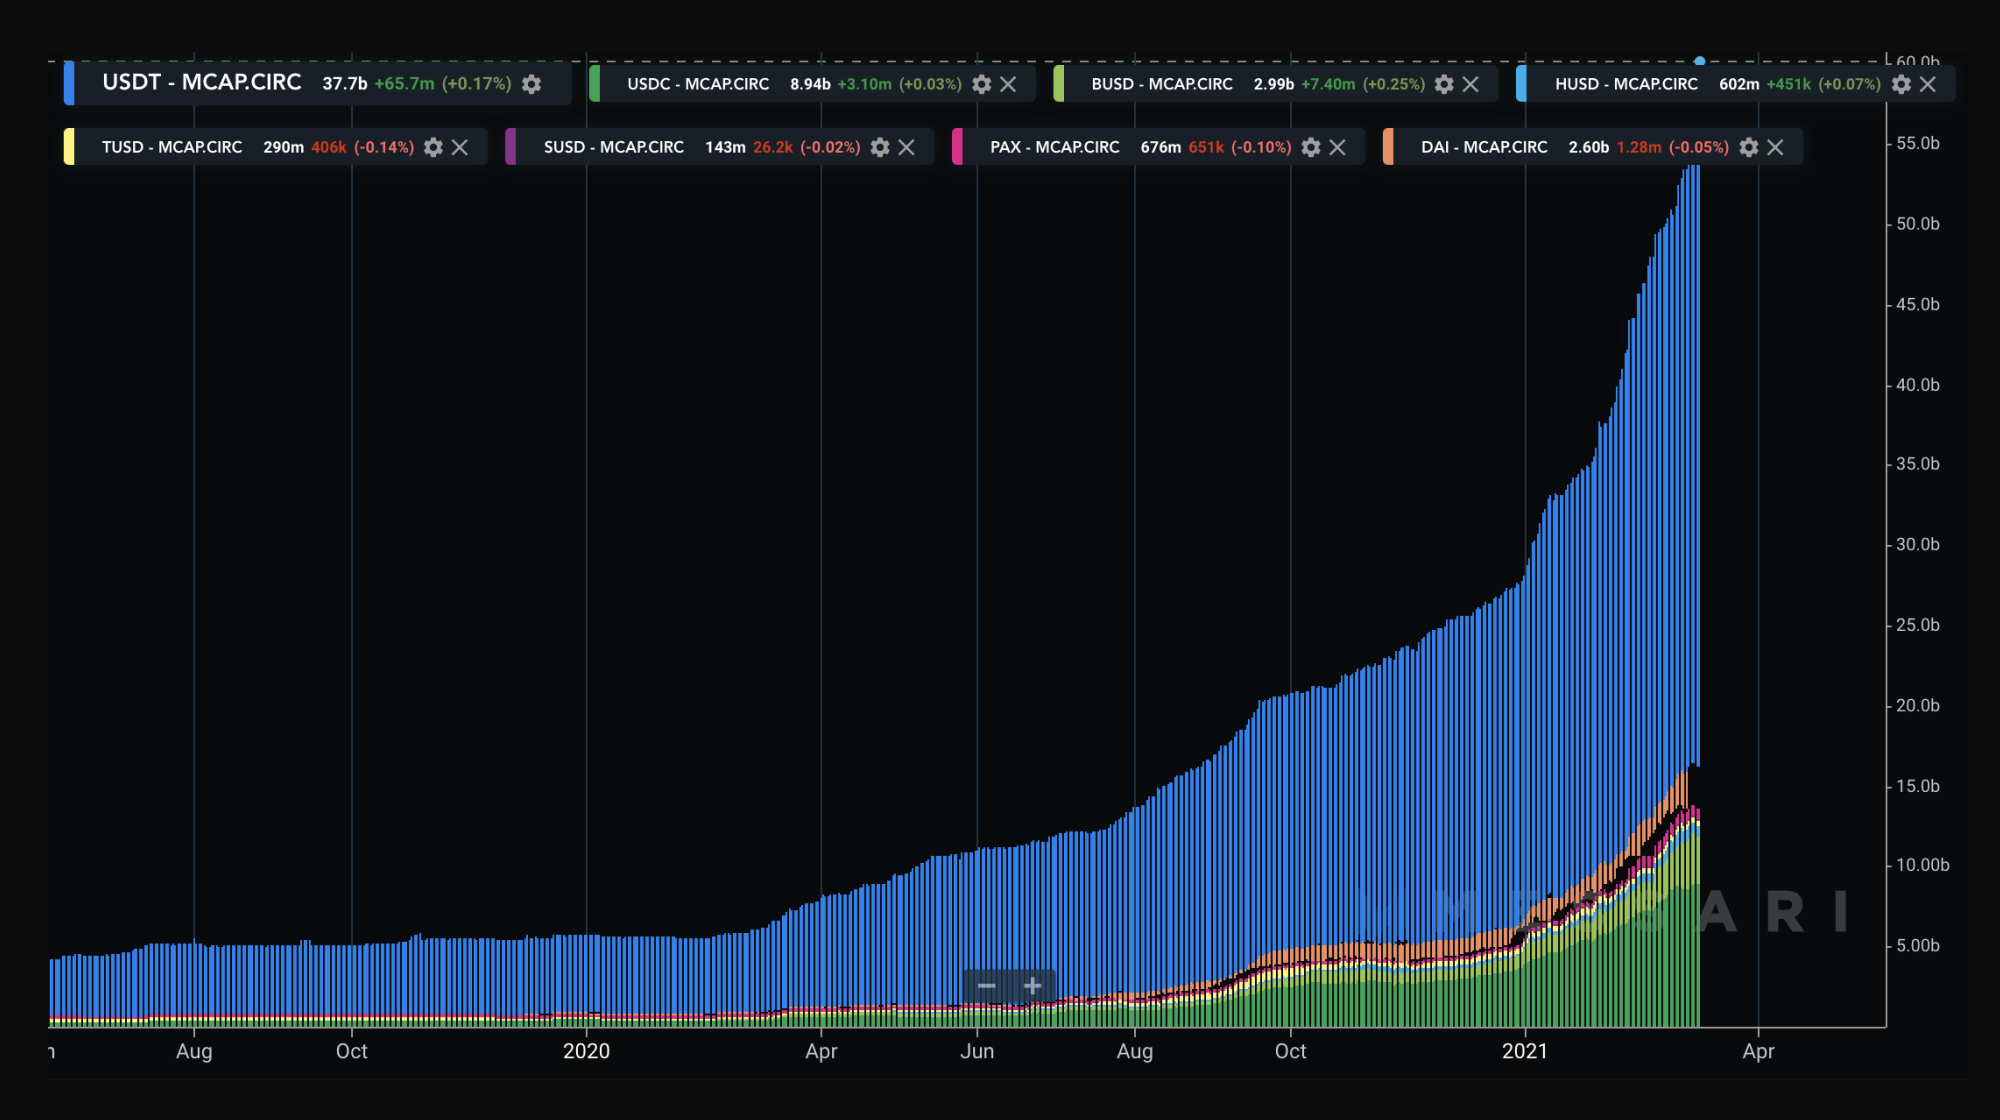 60.0b
USDT - MCAP.CIRC 37.7b +65.7m (+0.17%)
USDC - MCAP.CIRC 8.94b +3.10m (+0.03%)
BUSD - MCAP.CIRC 2.99b +7.40m (+0.25%)
HUSD - MCAP.CIRC 602m +451k (+0.07%)
TUSD - MCAP.CIRC 290m 406k (-0.14%)
SUSD - MCAP.CIRC 143m 26.2k (-0.02%)
PAX - MCAP.CIRC 676m 651k (-0.10%)
DAI - MCAP.CIRC 2.60b 1.28m (-0.05%)
55.0b
50.0b
45.0b
40.0b
35.0b
30.0b
25.0b
20.0b
15.0b
10.00b
MESSARI
5.00b
− +
Aug Oct 2020 Apr Jun Aug Oct 2021 Apr